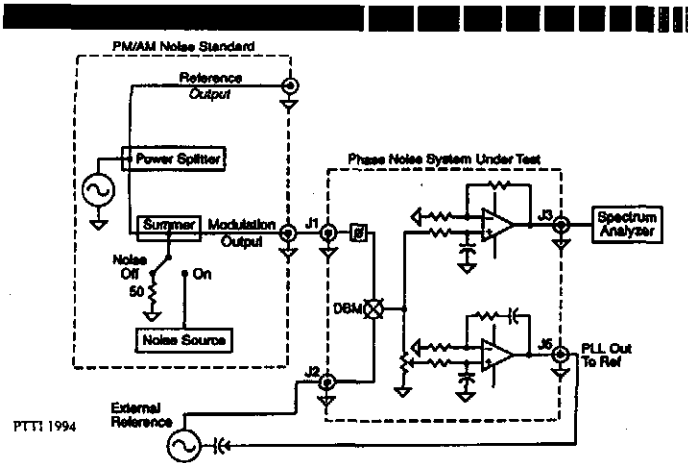 PM/AM Noise Standard
Reference
Output
Power Splitter
Phase Noise System Under Test
Summer
Modulation
Output
J1
J3
Spectrum
Analyzer
Noise
Off
50
On
DBM
Noise Source
J2
J5
PLL Out
To Ref
External
Reference
PTTI 1994